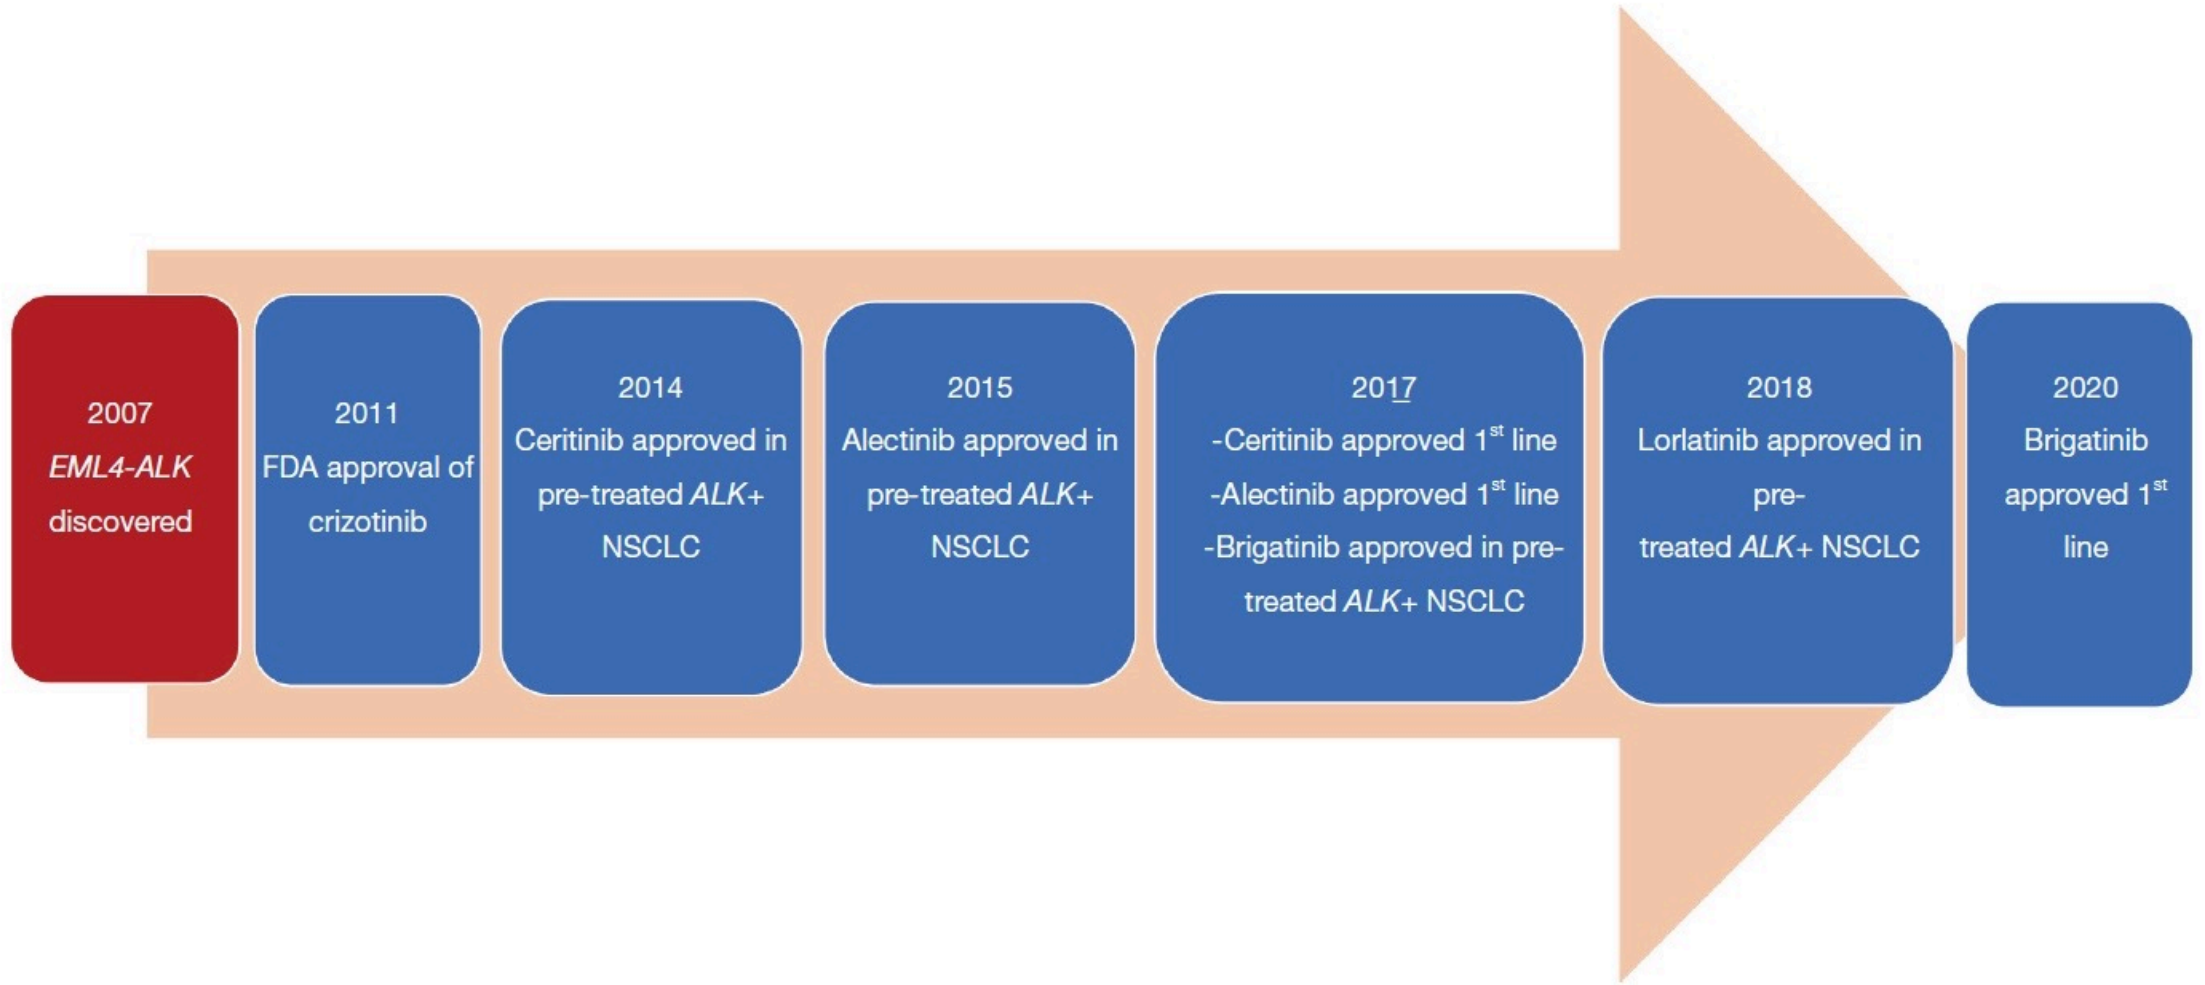 2007
EML4-ALK
discovered
2011
FDA approval of
crizotinib
2014
Ceritinib approved in
pre-treated ALK+
NSCLC
2015
Alectinib approved in
pre-treated ALK+
NSCLC
2017
-Ceritinib approved 1st line
-Alectinib approved 1st line
-Brigatinib approved in pre-
treated ALK+ NSCLC
2018
Lorlatinib approved in
pre-
treated ALK+ NSCLC
2020
Brigatinib
approved 1st
line